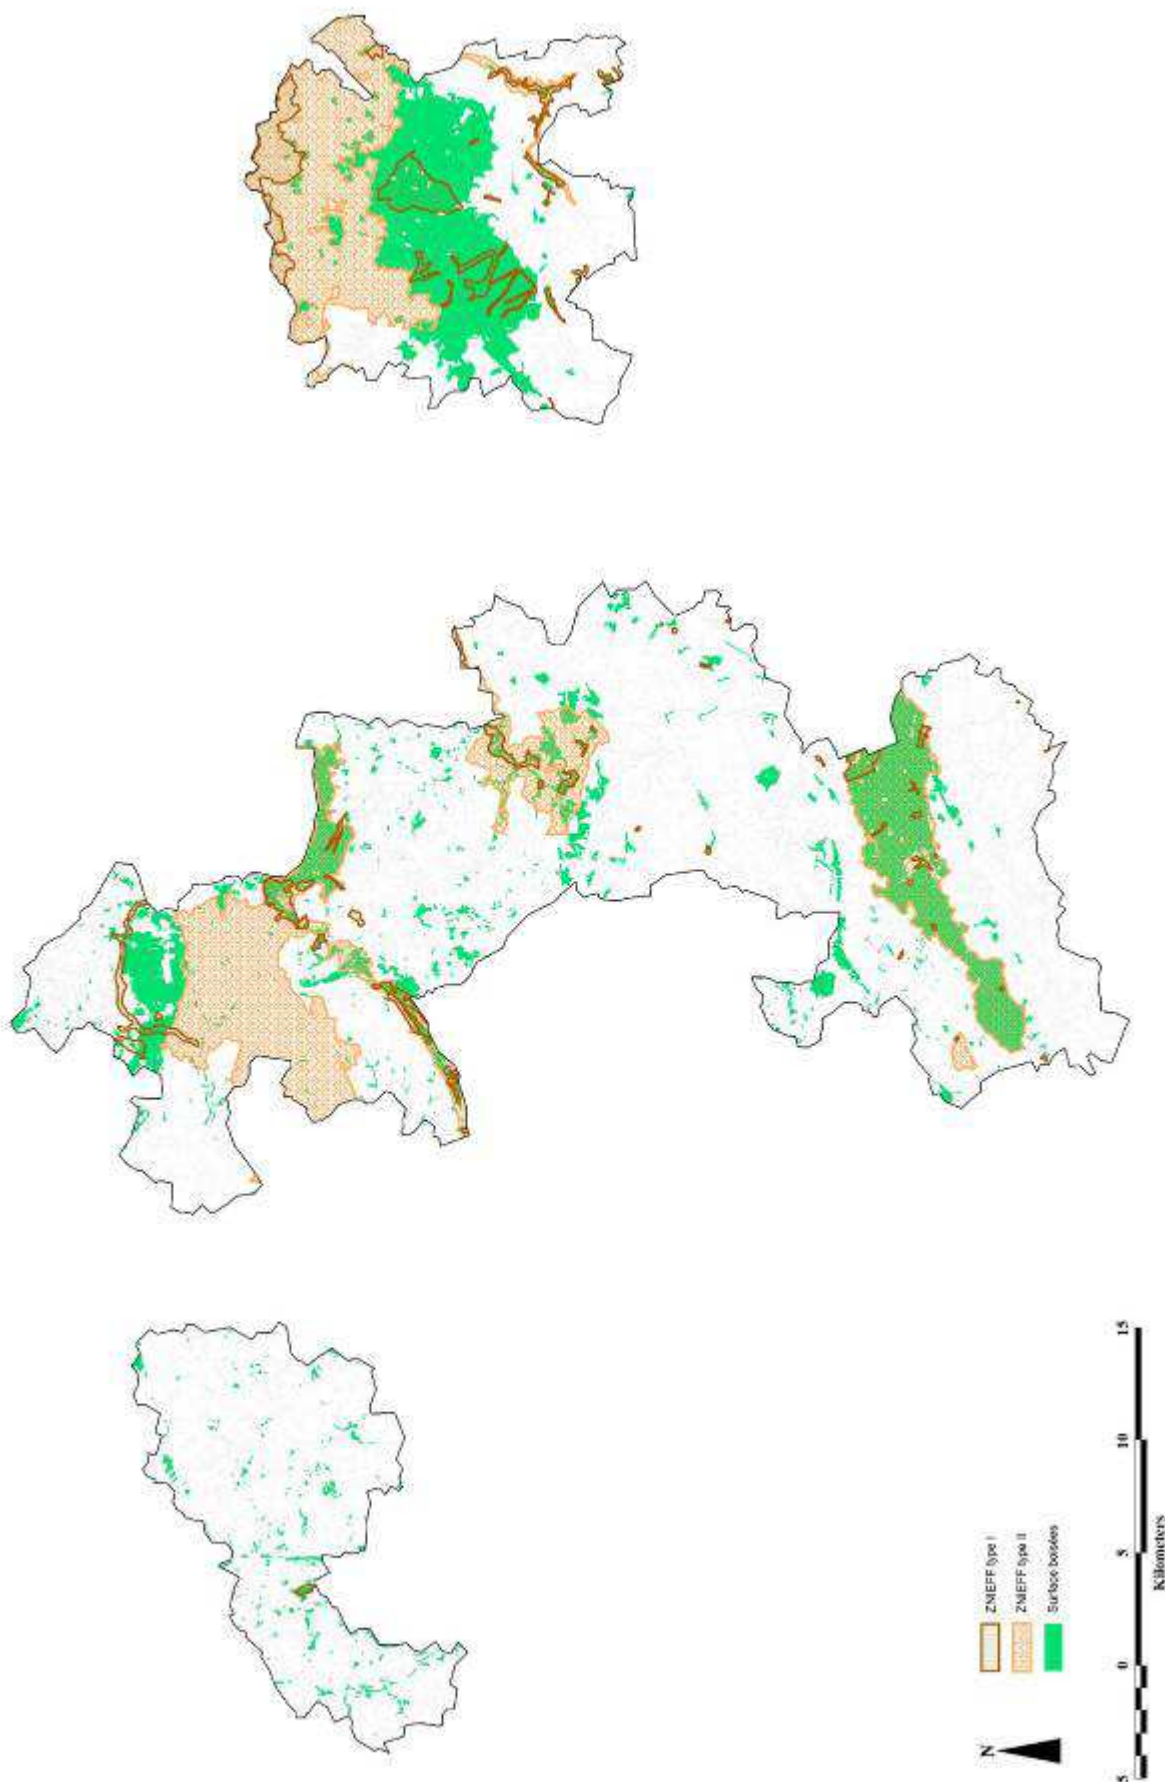 ZNIEFF type I
ZNIEFF type II
Surface boisées
N
5 0 5 10 15
Kilometers